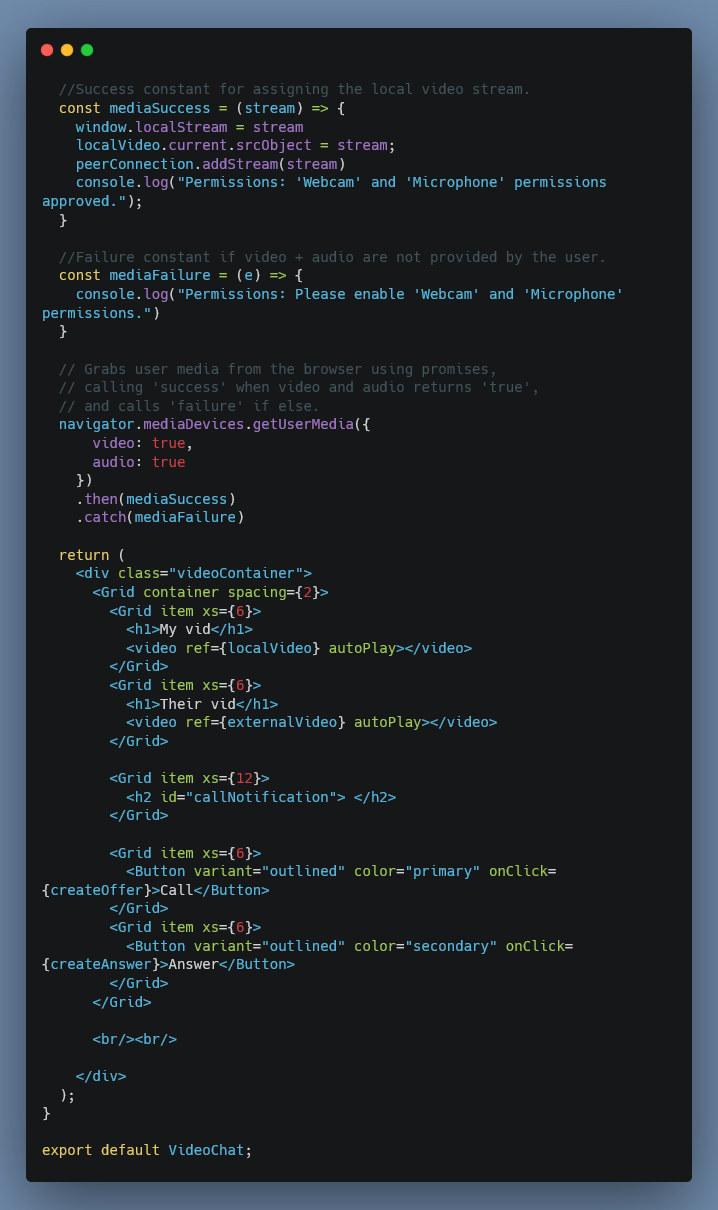 //Success constant for assigning the local video stream.
  const mediaSuccess = (stream) => {
    window.localStream = stream
    localVideo.current.srcObject = stream;
    peerConnection.addStream(stream)
    console.log("Permissions: 'Webcam' and 'Microphone' permissions
approved.");
  }

  //Failure constant if video + audio are not provided by the user.
  const mediaFailure = (e) => {
    console.log("Permissions: Please enable 'Webcam' and 'Microphone'
permissions.")
  }

  // Grabs user media from the browser using promises,
  // calling 'success' when video and audio returns 'true',
  // and calls 'failure' if else.
  navigator.mediaDevices.getUserMedia({
      video: true,
      audio: true
    })
    .then(mediaSuccess)
    .catch(mediaFailure)

  return (
    <div class="videoContainer">
      <Grid container spacing={2}>
        <Grid item xs={6}>
          <h1>My vid</h1>
          <video ref={localVideo} autoPlay></video>
        </Grid>
        <Grid item xs={6}>
          <h1>Their vid</h1>
          <video ref={externalVideo} autoPlay></video>
        </Grid>

        <Grid item xs={12}>
          <h2 id="callNotification"> </h2>
        </Grid>

        <Grid item xs={6}>
          <Button variant="outlined" color="primary" onClick=
{createOffer}>Call</Button>
        </Grid>
        <Grid item xs={6}>
          <Button variant="outlined" color="secondary" onClick=
{createAnswer}>Answer</Button>
        </Grid>
      </Grid>

      <br/><br/>

    </div>
  );
}

export default VideoChat;